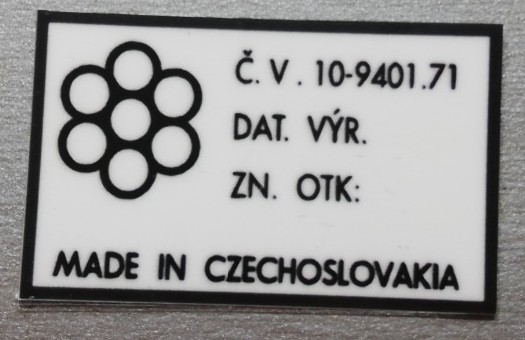 Č. V. 10-9401.71
DAT. VÝR.
ZN. OTK:
MADE IN CZECHOSLOVAKIA